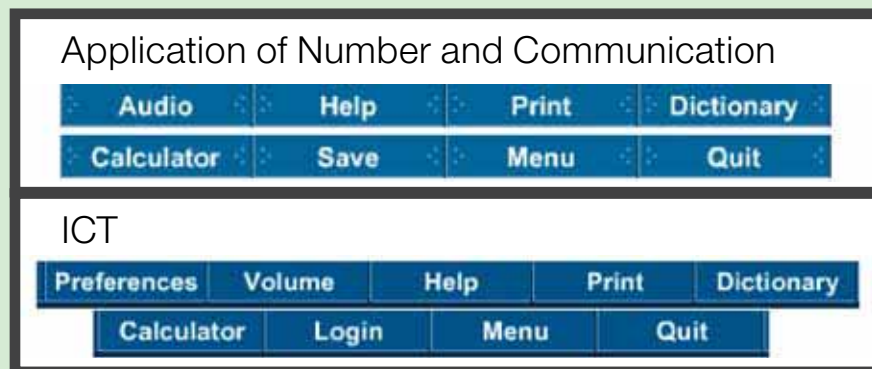 Application of Number and Communication
Audio Help Print Dictionary
Calculator Save Menu Quit
ICT
Preferences Volume Help Print Dictionary
Calculator Login Menu Quit